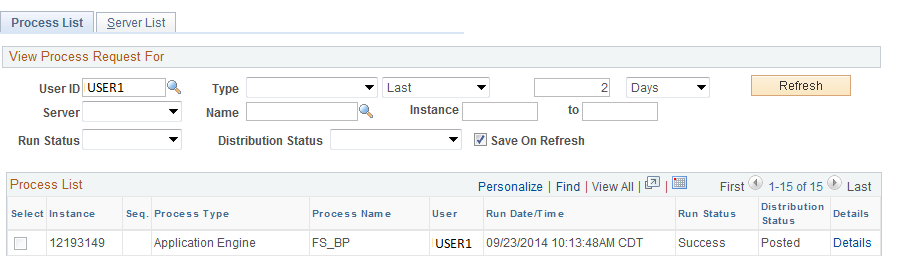 Process List Server List
View Process Request For
User ID USER1 Type Last 2 Days Refresh
Server Name Instance to
Run Status Distribution Status Save On Refresh
Process List Personalize | Find | View All | | First 1-15 of 15 Last
Select Instance Seq. Process Type Process Name User Run Date/Time Run Status Distribution Status Details
12193149 Application Engine FS_BP USER1 09/23/2014 10:13:48AM CDT Success Posted Details